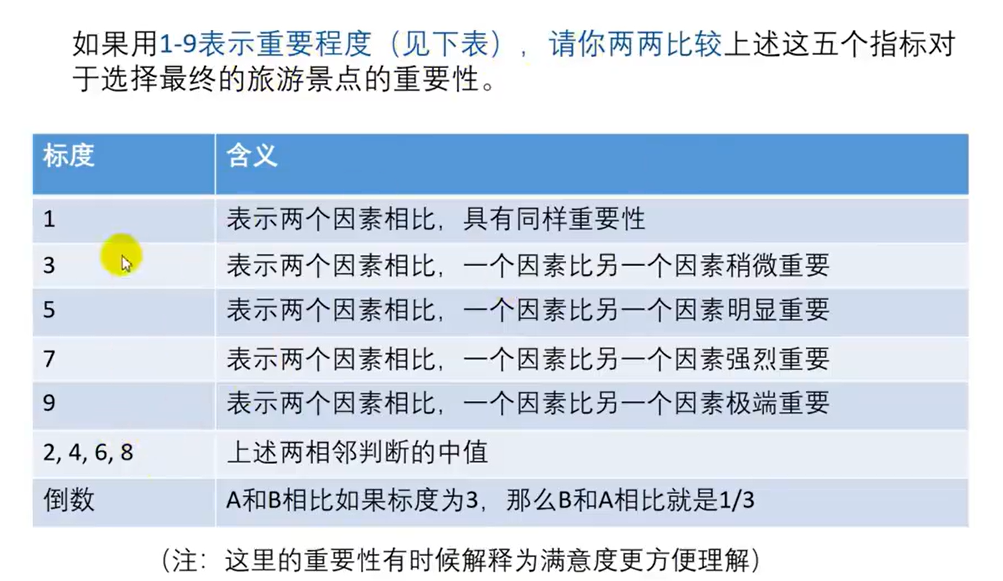 如果用1-9表示重要程度（见下表），请你两两比较上述这五个指标对
于选择最终的旅游景点的重要性。
标度 含义
1 表示两个因素相比，具有同样重要性
3 表示两个因素相比，一个因素比另一个因素稍微重要
5 表示两个因素相比，一个因素比另一个因素明显重要
7 表示两个因素相比，一个因素比另一个因素强烈重要
9 表示两个因素相比，一个因素比另一个因素极端重要
2, 4, 6, 8 上述两相邻判断的中值
倒数 A和B相比如果标度为3，那么B和A相比就是1/3
（注：这里的重要性有时候解释为满意度更方便理解）